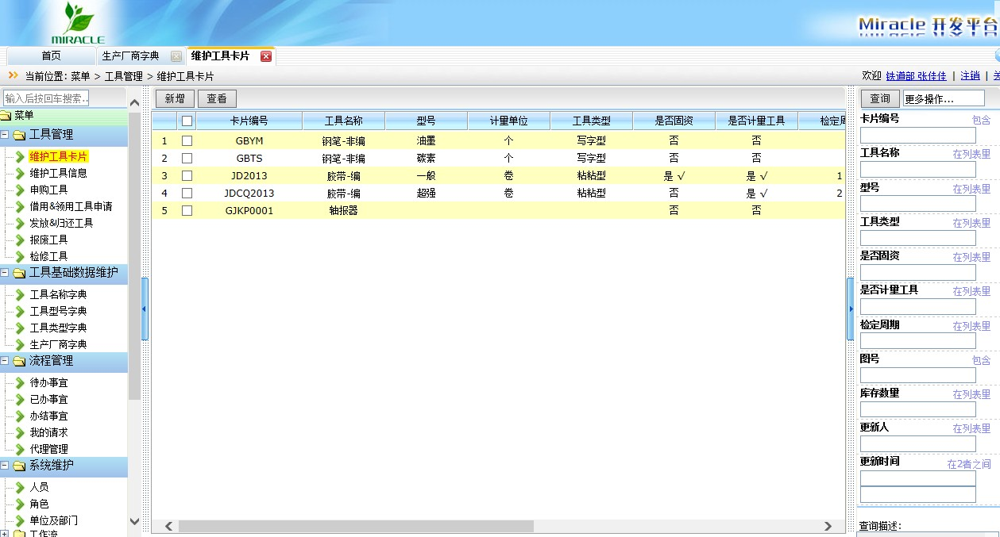 MIRACLE
Miracle 开发平台
首页 生产厂商字典 维护工具卡片
当前位置: 菜单 > 工具管理 > 维护工具卡片
欢迎 铁道部 张佳佳 | 注销 |
输入后按回车搜索..
菜单
工具管理
维护工具卡片
维护工具信息
申购工具
借用&领用工具申请
发放&归还工具
报废工具
检修工具
工具基础数据维护
工具名称字典
工具型号字典
工具类型字典
生产厂商字典
流程管理
待办事宜
已办事宜
办结事宜
我的请求
代理管理
系统维护
人员
角色
单位及部门
工作流
新增 查看
卡片编号 工具名称 型号 计量单位 工具类型 是否固资 是否计量工具 检定周
1 GBYM 钢笔-非编 油墨 个 写字型 否 否
2 GBTS 钢笔-非编 碳素 个 写字型 否 否
3 JD2013 胶带-编 一般 卷 粘粘型 是 √ 是 √ 1
4 JDCQ2013 胶带-编 超强 卷 粘粘型 否 是 √ 2
5 GJKP0001 轴报器 否 否
查询 更多操作...
卡片编号 包含
工具名称 在列表里
型号 在列表里
工具类型 在列表里
是否固资 在列表里
是否计量工具 在列表里
检定周期 在列表里
图号 包含
库存数量 在列表里
更新人 在列表里
更新时间 在2者之间
查询描述: